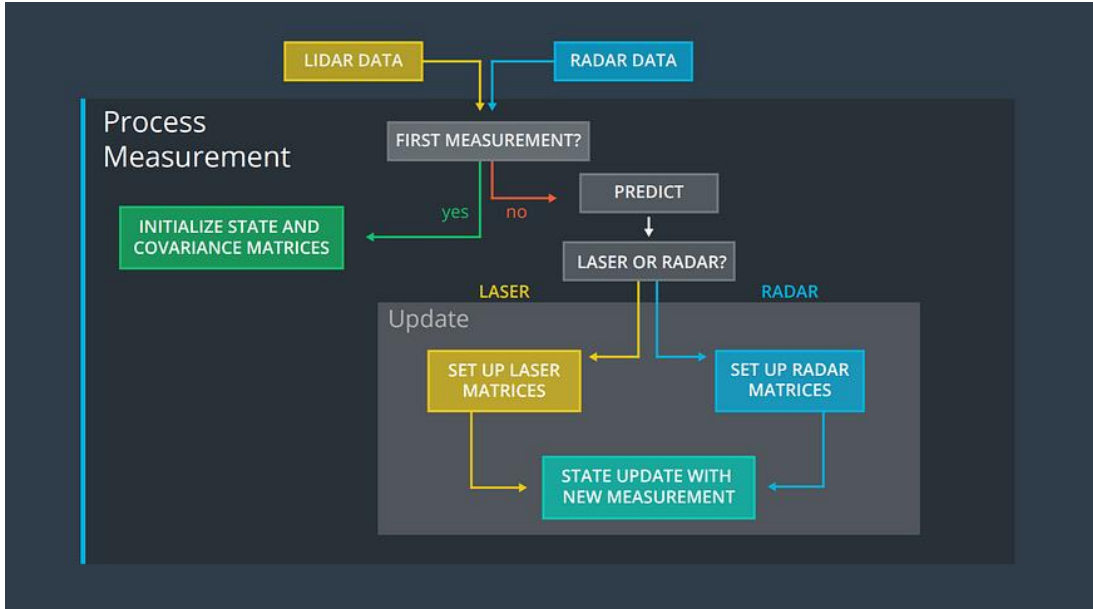 LIDAR DATA
RADAR DATA
Process
Measurement
FIRST MEASUREMENT?
yes
no
PREDICT
INITIALIZE STATE AND
COVARIANCE MATRICES
LASER OR RADAR?
LASER
RADAR
Update
SET UP LASER
MATRICES
SET UP RADAR
MATRICES
STATE UPDATE WITH
NEW MEASUREMENT